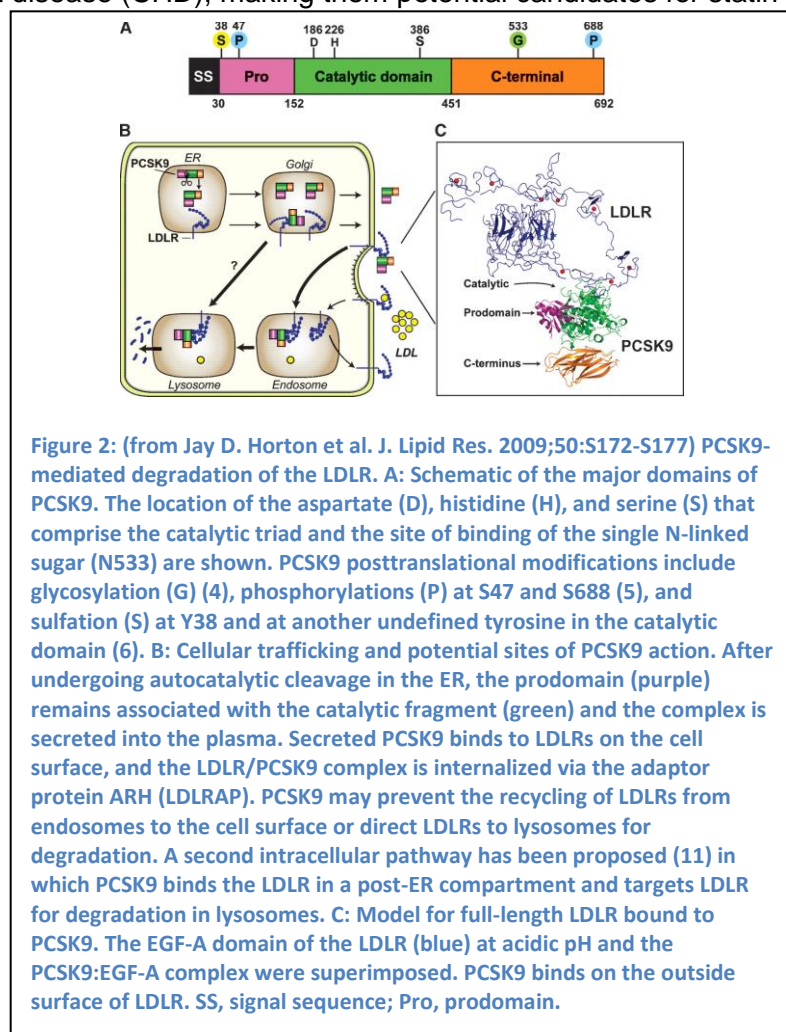 disease (CHD), making them potential candidates for statin
A
38 47 186 226 386 533 688
S P D H S G P
SS Pro Catalytic domain C-terminal
30 152 451 692
B
C
PCSK9
ER
Golgi
LDLR
?
LDL
Lysosome
Endosome
LDLR
Catalytic
Prodomain
PCSK9
C-terminus
Figure 2: (from Jay D. Horton et al. J. Lipid Res. 2009;50:S172-S177) PCSK9-
mediated degradation of the LDLR. A: Schematic of the major domains of
PCSK9. The location of the aspartate (D), histidine (H), and serine (S) that
comprise the catalytic triad and the site of binding of the single N-linked
sugar (N533) are shown. PCSK9 posttranslational modifications include
glycosylation (G) (4), phosphorylations (P) at S47 and S688 (5), and
sulfation (S) at Y38 and at another undefined tyrosine in the catalytic
domain (6). B: Cellular trafficking and potential sites of PCSK9 action. After
undergoing autocatalytic cleavage in the ER, the prodomain (purple)
remains associated with the catalytic fragment (green) and the complex is
secreted into the plasma. Secreted PCSK9 binds to LDLRs on the cell
surface, and the LDLR/PCSK9 complex is internalized via the adaptor
protein ARH (LDLRAP). PCSK9 may prevent the recycling of LDLRs from
endosomes to the cell surface or direct LDLRs to lysosomes for
degradation. A second intracellular pathway has been proposed (11) in
which PCSK9 binds the LDLR in a post-ER compartment and targets LDLR
for degradation in lysosomes. C: Model for full-length LDLR bound to
PCSK9. The EGF-A domain of the LDLR (blue) at acidic pH and the
PCSK9:EGF-A complex were superimposed. PCSK9 binds on the outside
surface of LDLR. SS, signal sequence; Pro, prodomain.